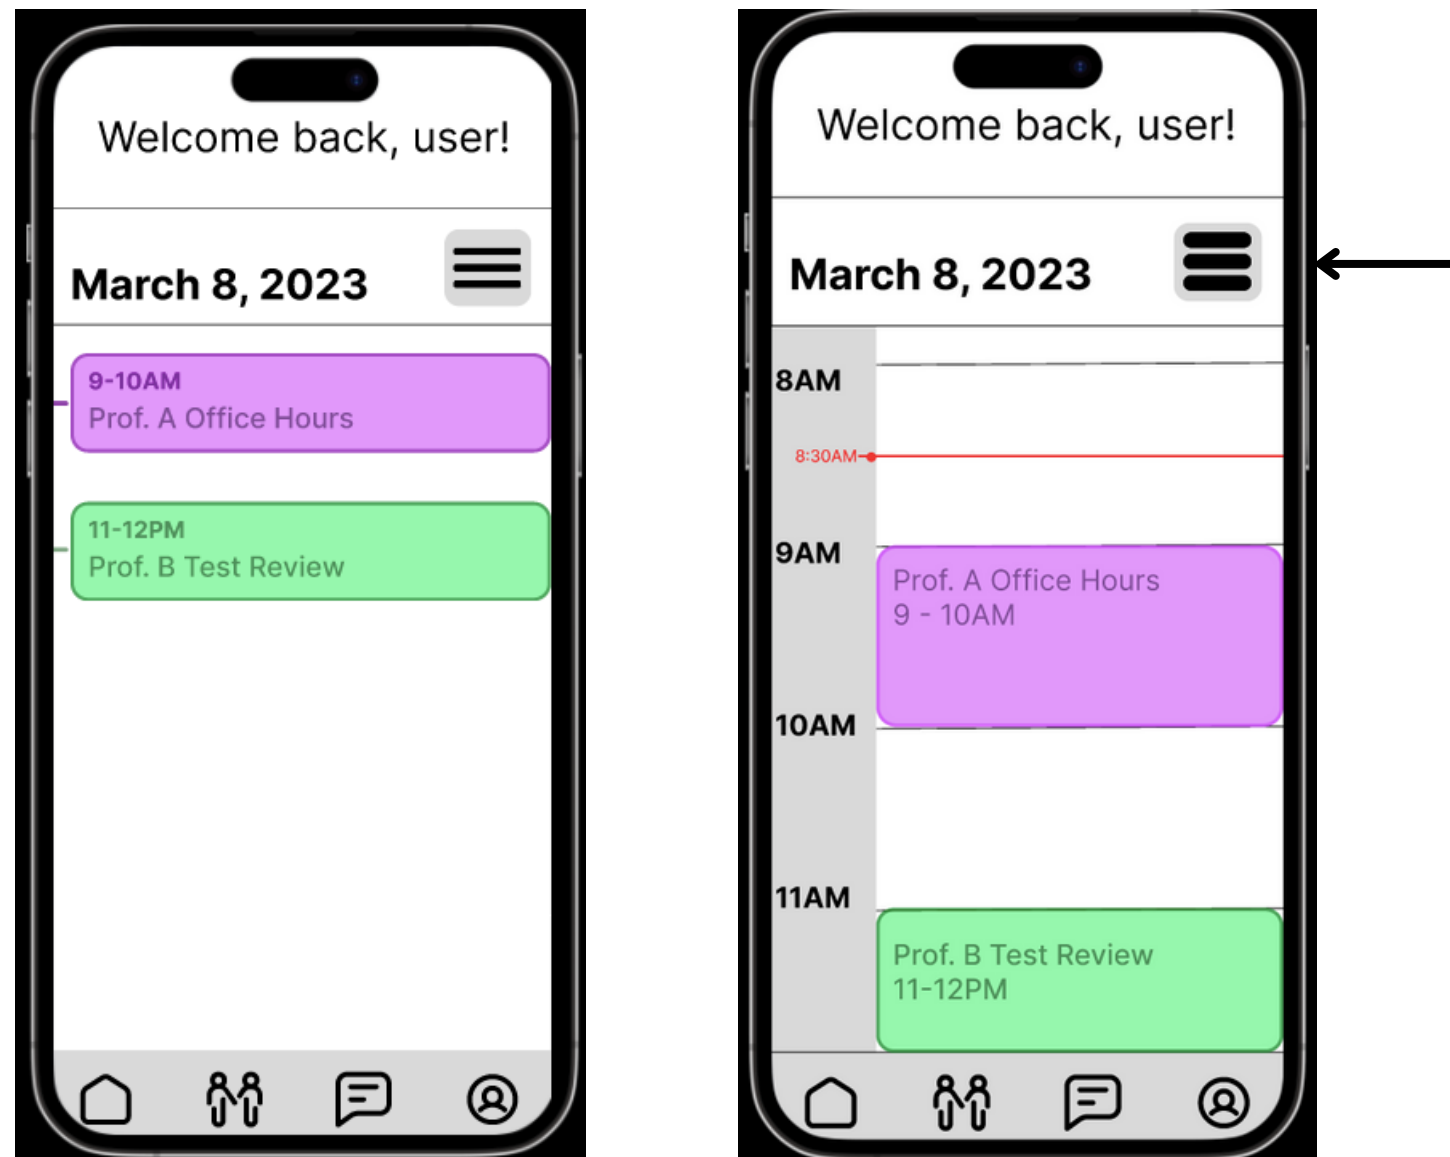 Welcome back, user!
March 8, 2023
9-10AM
Prof. A Office Hours
11-12PM
Prof. B Test Review
Welcome back, user!
March 8, 2023
8AM
8:30AM
9AM
Prof. A Office Hours
9 - 10AM
10AM
11AM
Prof. B Test Review
11-12PM